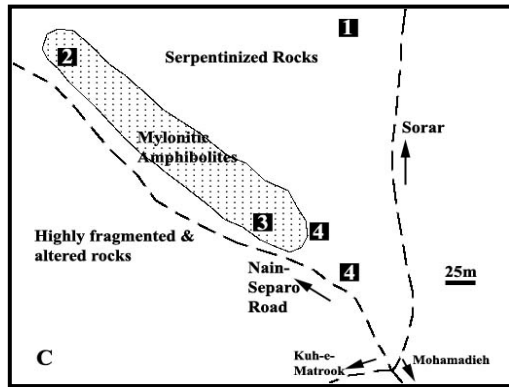 1
Serpentinized Rocks
2
Sorar
Mylonitic
Amphibolites
3
4
Highly fragmented &
altered rocks
4
Nain-
Separo
Road
25m
C
Kuh-e-
Matrook
Mohamadieh